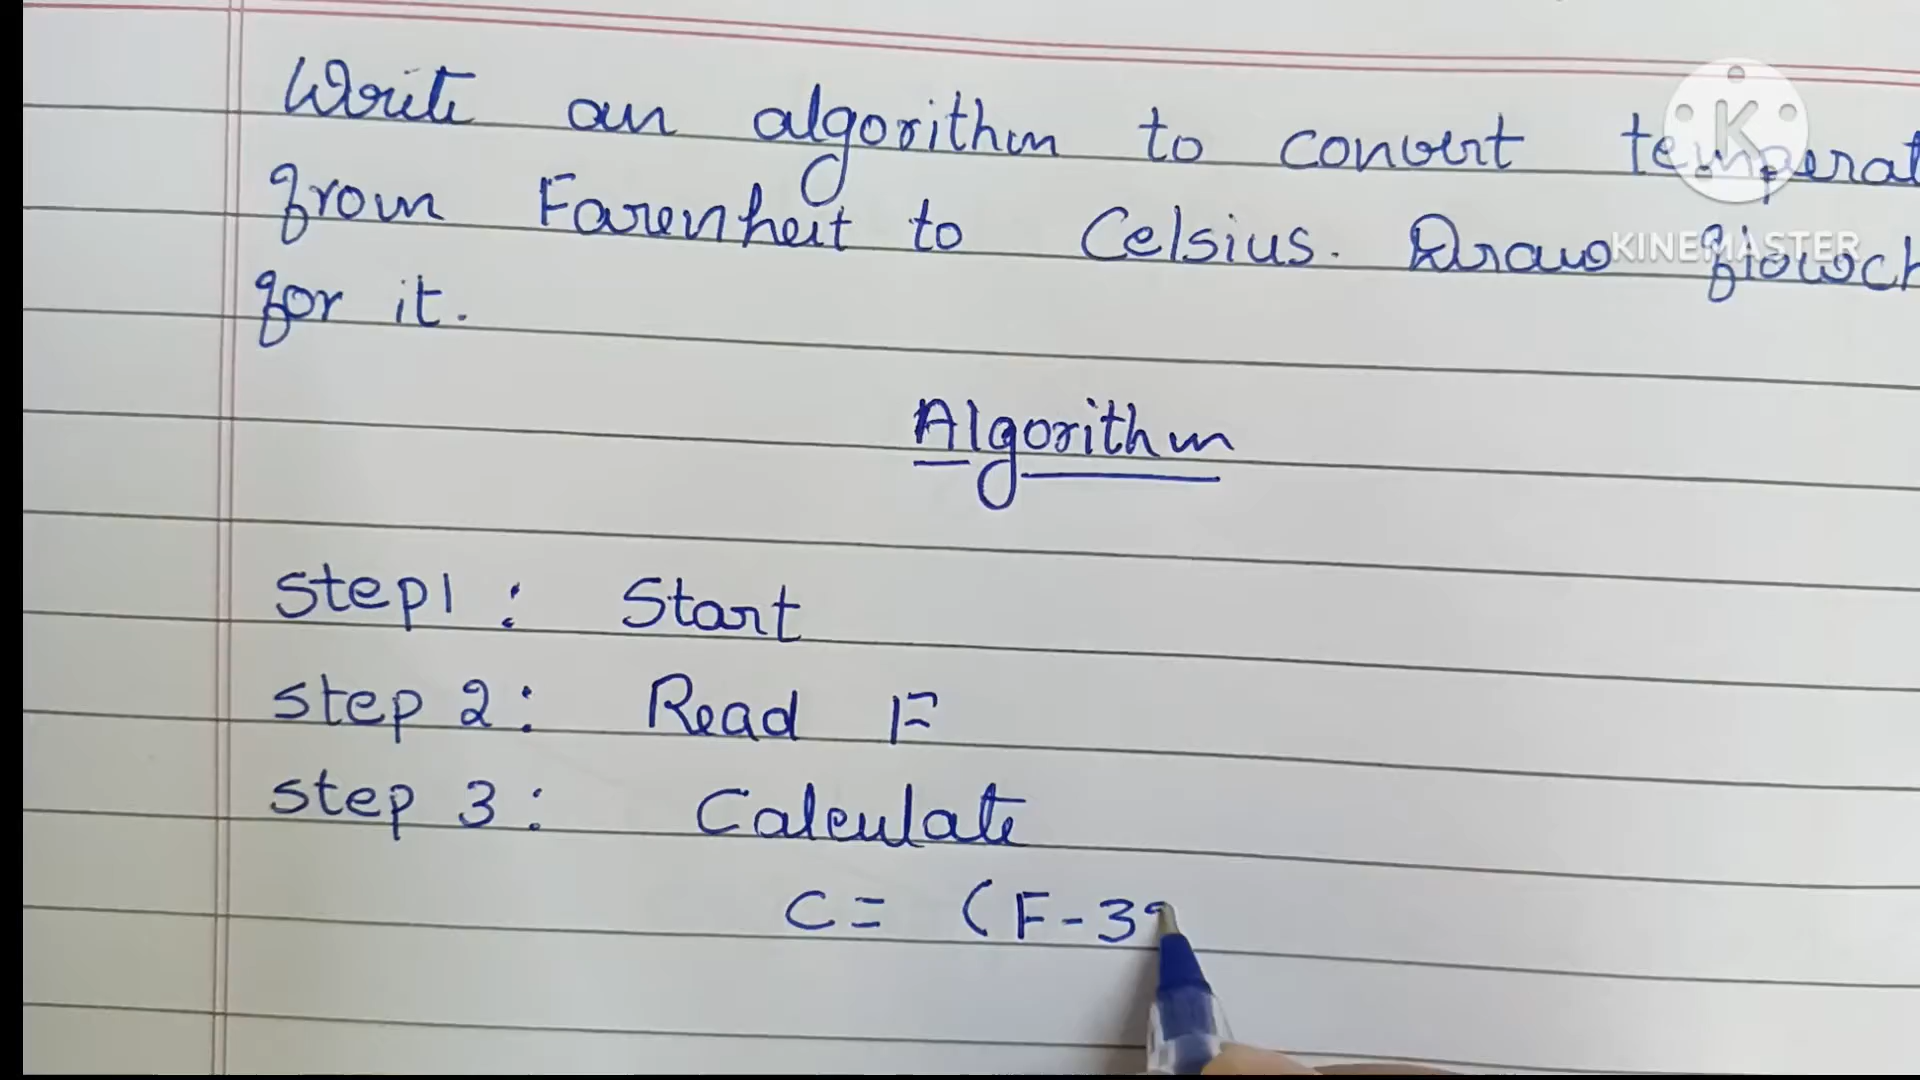 Write an algorithm to convert temperat
from Farenheit to Celsius. Draw flowch
for it.
K
KINEMASTER
Algorithm
Step1 : Start
Step 2 : Read F
Step 3 : Calculate
C = (F-3